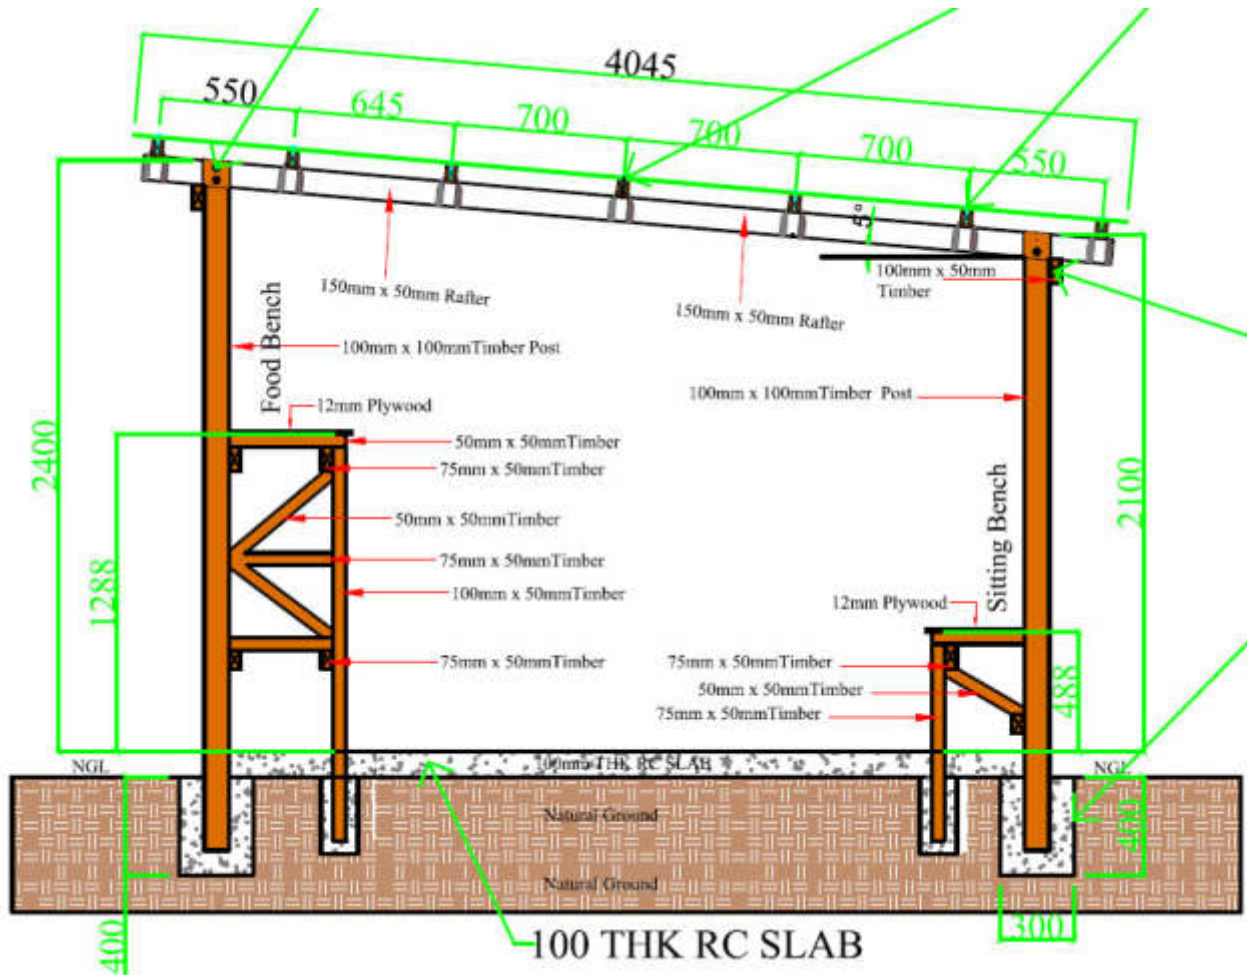 4045
550
645
700
700
700
550
5°
150mm x 50mm Rafter
150mm x 50mm Rafter
100mm x 50mm
Timber
Food Bench
100mm x 100mmTimber Post
100mm x 100mmTimber Post
12mm Plywood
50mm x 50mmTimber
75mm x 50mmTimber
50mm x 50mmTimber
75mm x 50mmTimber
100mm x 50mmTimber
75mm x 50mmTimber
2400
1288
2100
Sitting Bench
12mm Plywood
75mm x 50mmTimber
50mm x 50mmTimber
75mm x 50mmTimber
488
NGL
100mm THK RC SLAB
NGL
Natural Ground
Natural Ground
400
400
300
100 THK RC SLAB